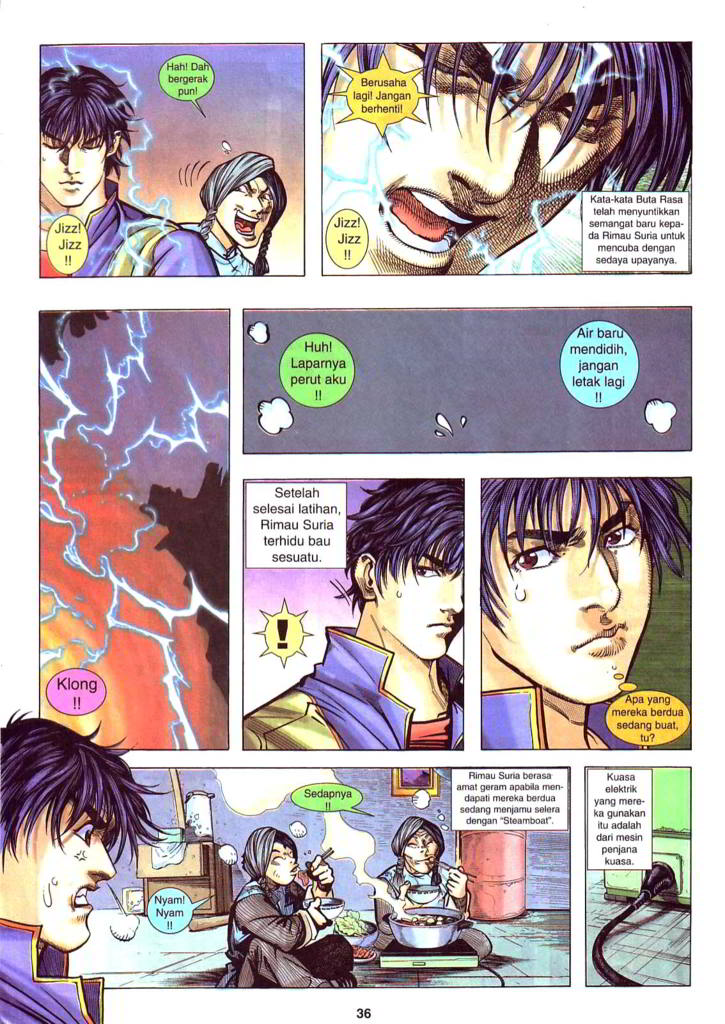 Hah! Dah
bergerak
pun!
Jizz!
Jizz
!!
Berusaha
lagi! Jangan
berhenti!
Jizz!
Jizz
!!
Kata-kata Buta Rasa
telah menyuntikkan
semangat baru kepa-
da Rimau Suria untuk
mencuba dengan
sedaya upayanya.
Klong
!!
Huh!
Laparnya
perut aku
!!
Air baru
mendidih,
jangan
letak lagi
!!
Setelah
selesai latihan,
Rimau Suria
terhidu bau
sesuatu.
!
Apa yang
mereka berdua
sedang buat,
tu?
Nyam!
Nyam
!!
Sedapnya
!!
Rimau Suria berasa
amat geram apabila men-
dapati mereka berdua
sedang menjamu selera
dengan “Steamboat”.
Kuasa
elektrik
yang mere-
ka gunakan
itu adalah
dari mesin
penjana
kuasa.
36